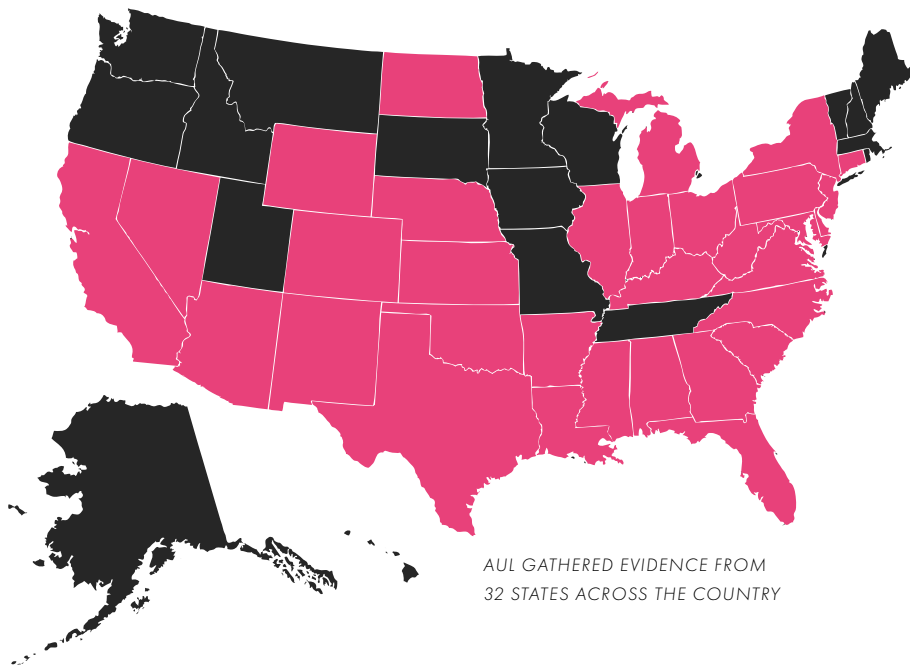 AUL GATHERED EVIDENCE FROM
32 STATES ACROSS THE COUNTRY